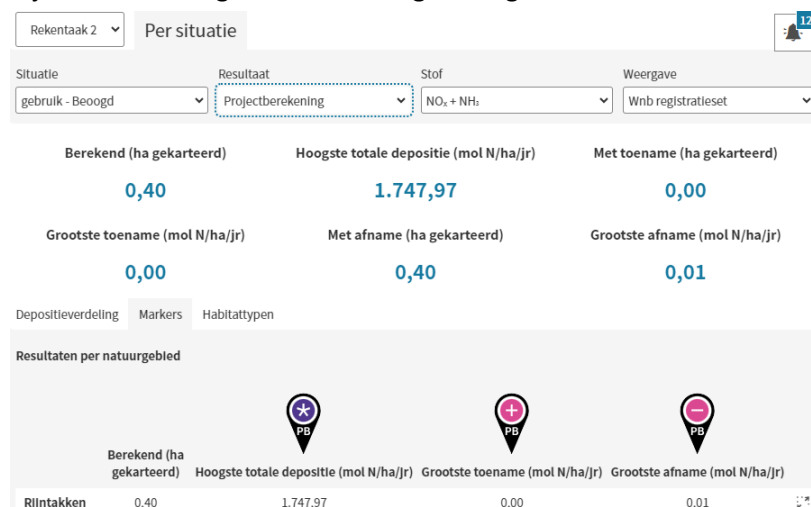 Rekentaak 2
Per situatie
12
Situatie
Resultaat
Stof
Weergave
gebruik - Beoogd
Projectberekening
NOₓ + NH₃
Wnb registratieset
Berekend (ha gekarteerd)
Hoogste totale depositie (mol N/ha/jr)
Met toename (ha gekarteerd)
0,40
1.747,97
0,00
Grootste toename (mol N/ha/jr)
Met afname (ha gekarteerd)
Grootste afname (mol N/ha/jr)
0,00
0,40
0,01
Depositieverdeling
Markers
Habitattypen
Resultaten per natuurgebied
PB
PB
PB
Berekend (ha
gekarteerd)
Hoogste totale depositie (mol N/ha/jr)
Grootste toename (mol N/ha/jr)
Grootste afname (mol N/ha/jr)
Rijntakken
0,40
1.747,97
0,00
0,01